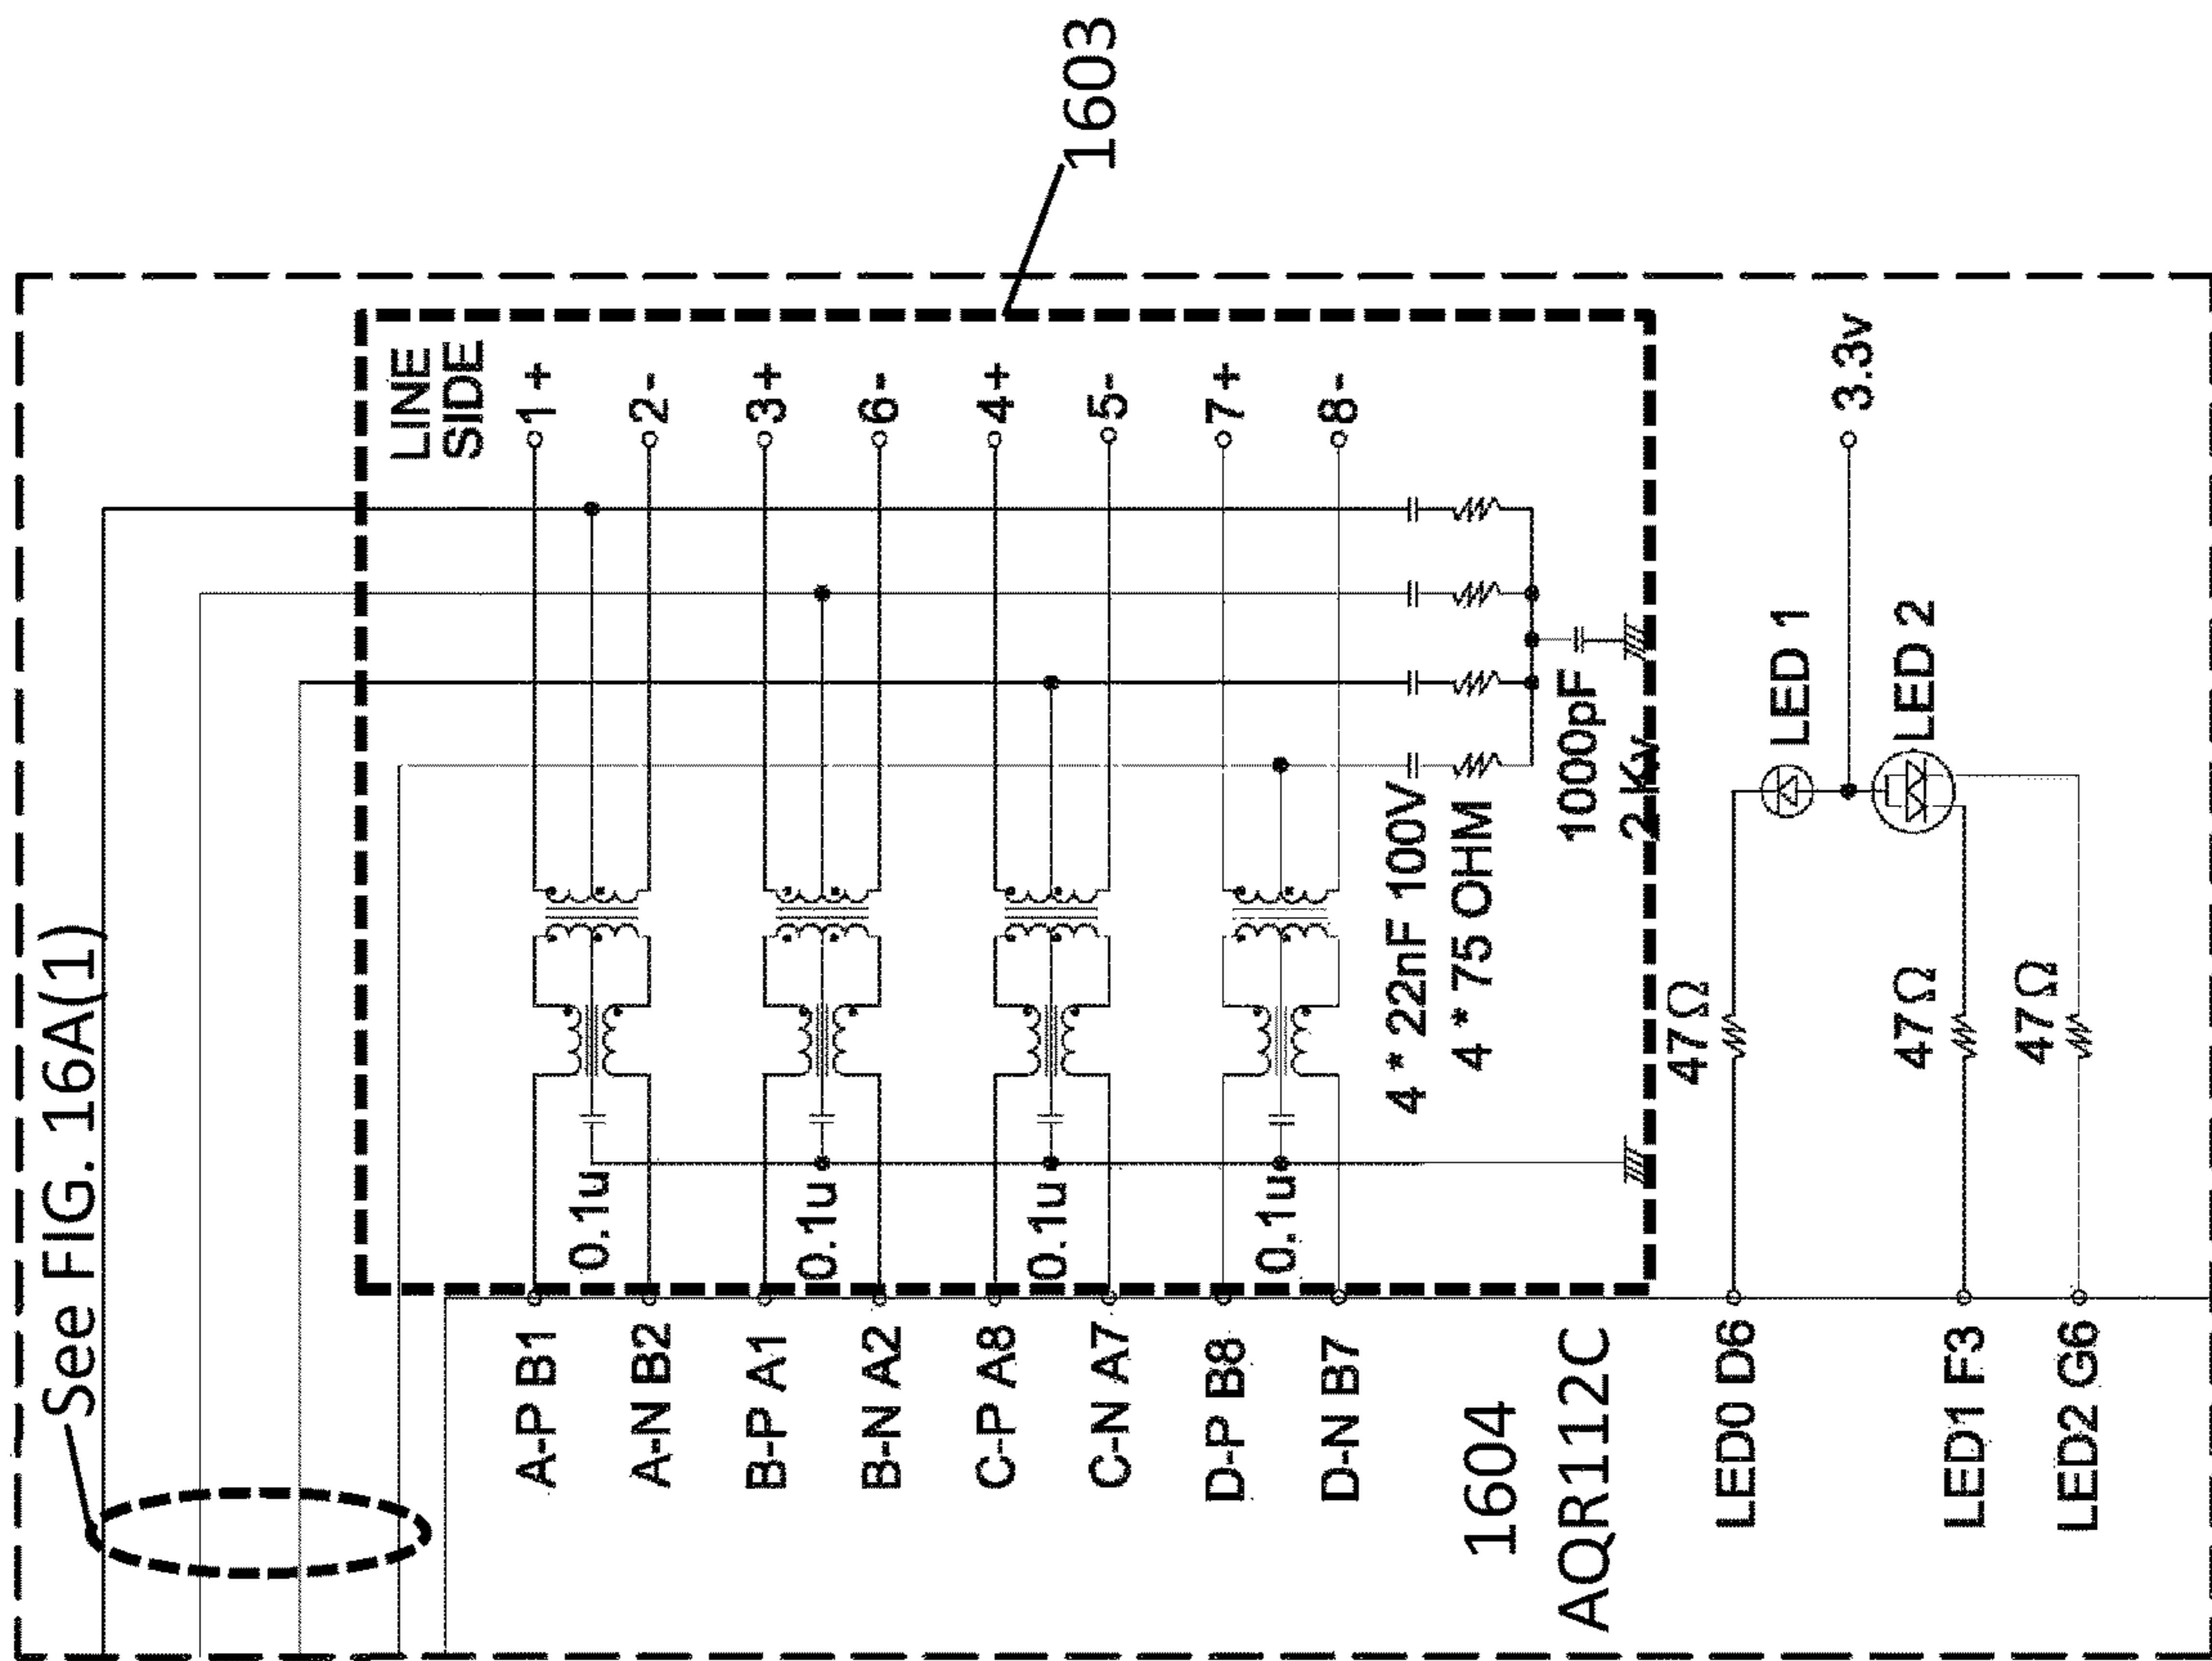 See FIG. 16A(1)
1603
LINE
SIDE
1+
2-
3+
6-
4+
5-
7+
8-
A-P B1
A-N B2
B-P A1
B-N A2
C-P A8
C-N A7
D-P B8
D-N B7
0.1u
0.1u
0.1u
0.1u
4 * 22nF 100V
4 * 75 OHM
1000pF
2 Kv
1604
AQR112C
LED0 D6
LED1 F3
LED2 G6
47Ω
47Ω
47Ω
LED 1
LED 2
3.3v